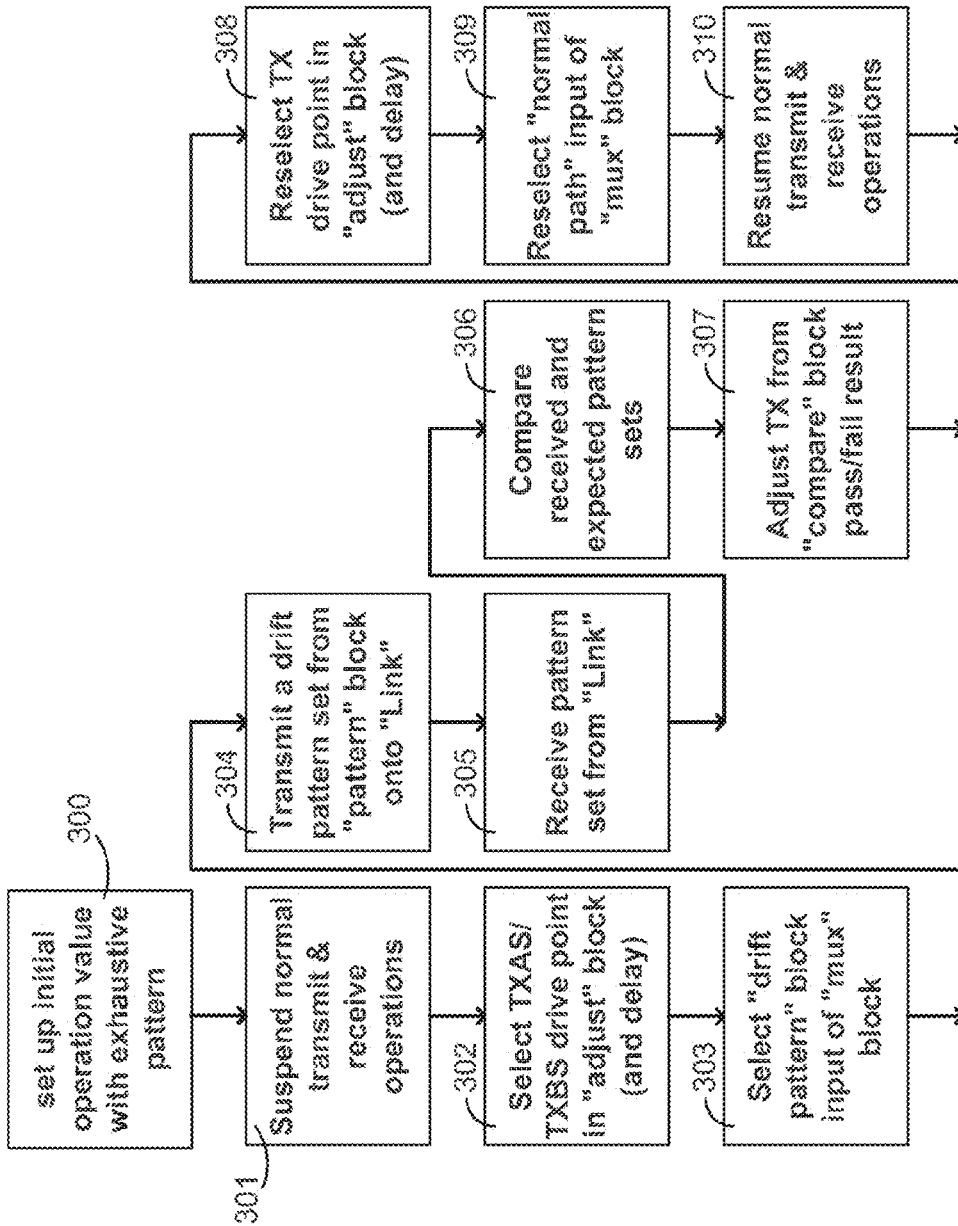 300
set up initial
operation value
with exhaustive
pattern
301
Suspend normal
transmit &
receive
operations
302
Select TXAS/
TXBS drive point
in "adjust" block
(and delay)
303
Select "drift
pattern" block
input of "mux"
block
304
Transmit a drift
pattern set from
"pattern" block
onto "Link"
305
Receive pattern
set from "Link"
306
Compare
received and
expected pattern
sets
307
Adjust TX from
"compare" block
pass/fail result
308
Reselect TX
drive point in
"adjust" block
(and delay)
309
Reselect "normal
path" input of
"mux" block
310
Resume normal
transmit &
receive
operations